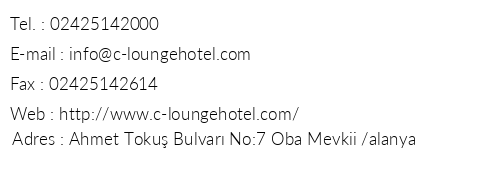 Tel. : 02425142000
E-mail : info@c-loungehotel.com
Fax : 02425142614
Web : http://www.c-loungehotel.com/
Adres : Ahmet Tokuş Bulvarı No:7 Oba Mevkii /alanya